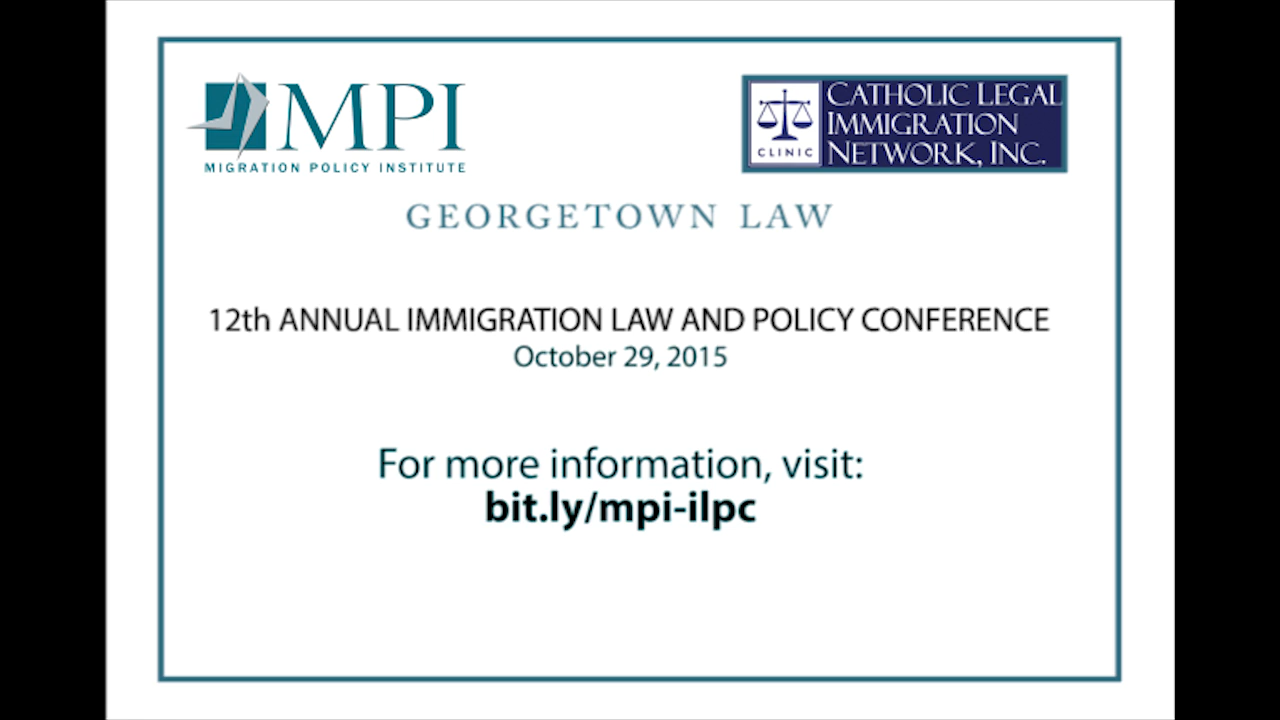 MPI
MIGRATION POLICY INSTITUTE
CLINIC
CATHOLIC LEGAL
IMMIGRATION
NETWORK, INC.
GEORGETOWN LAW
12th ANNUAL IMMIGRATION LAW AND POLICY CONFERENCE
October 29, 2015
For more information, visit:
bit.ly/mpi-ilpc